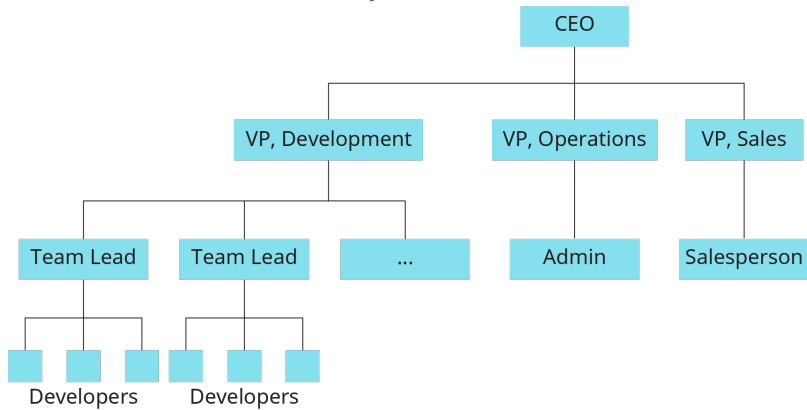 CEO
VP, Development
VP, Operations
VP, Sales
Team Lead
Team Lead
...
Admin
Salesperson
Developers
Developers